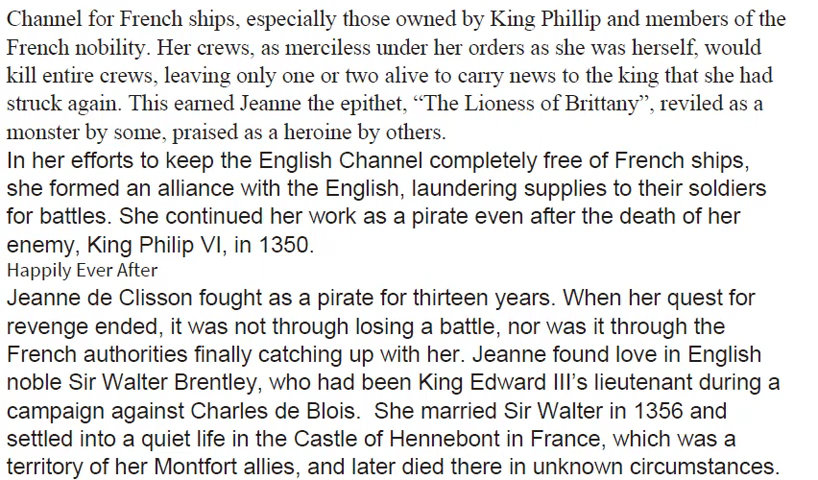 Channel for French ships, especially those owned by King Phillip and members of the
French nobility. Her crews, as merciless under her orders as she was herself, would
kill entire crews, leaving only one or two alive to carry news to the king that she had
struck again. This earned Jeanne the epithet, “The Lioness of Brittany”, reviled as a
monster by some, praised as a heroine by others.
In her efforts to keep the English Channel completely free of French ships,
she formed an alliance with the English, laundering supplies to their soldiers
for battles. She continued her work as a pirate even after the death of her
enemy, King Philip VI, in 1350.
Happily Ever After
Jeanne de Clisson fought as a pirate for thirteen years. When her quest for
revenge ended, it was not through losing a battle, nor was it through the
French authorities finally catching up with her. Jeanne found love in English
noble Sir Walter Brentley, who had been King Edward III’s lieutenant during a
campaign against Charles de Blois.  She married Sir Walter in 1356 and
settled into a quiet life in the Castle of Hennebont in France, which was a
territory of her Montfort allies, and later died there in unknown circumstances.